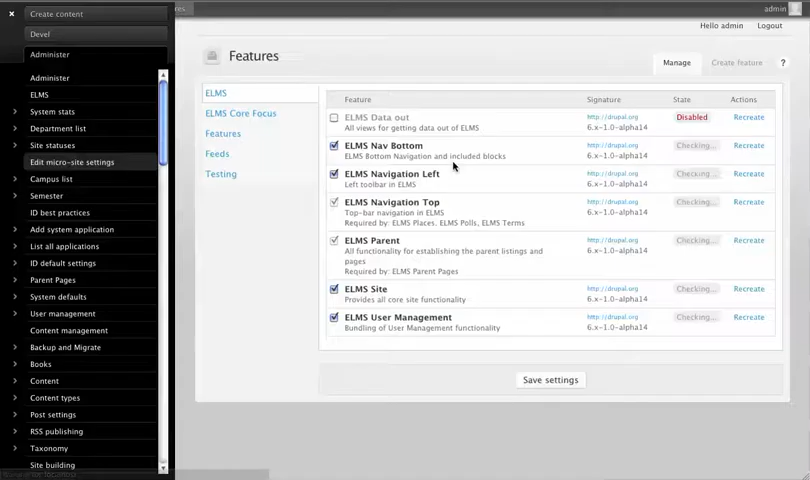 Create content
Devel
Administer
Administer
ELMS
System stats
Department list
Site statuses
Edit micro-site settings
Campus list
Semester
ID best practices
Add system application
List all applications
ID default settings
Parent Pages
System defaults
User management
Content management
Backup and Migrate
Books
Content
Content types
Post settings
RSS publishing
Taxonomy
Site building
admin
Hello admin
Logout
Features
Manage
Create feature
?
ELMS
ELMS Core Focus
Features
Feeds
Testing
Feature Signature State Actions
ELMS Data out http://drupal.org Disabled Recreate
All views for getting data out of ELMS 6.x-1.0-alpha14
ELMS Nav Bottom http://drupal.org Checking... Recreate
ELMS Bottom Navigation and included blocks 6.x-1.0-alpha14
ELMS Navigation Left http://drupal.org Checking... Recreate
Left toolbar in ELMS 6.x-1.0-alpha14
ELMS Navigation Top http://drupal.org Checking... Recreate
Top-bar navigation in ELMS 6.x-1.0-alpha14
Required by: ELMS Places, ELMS Polls, ELMS Terms
ELMS Parent http://drupal.org Checking... Recreate
All functionality for establishing the parent listings and 6.x-1.0-alpha14
pages
Required by: ELMS Parent Pages
ELMS Site http://drupal.org Checking... Recreate
Provides all core site functionality 6.x-1.0-alpha14
ELMS User Management http://drupal.org Checking... Recreate
Bundling of User Management functionality 6.x-1.0-alpha14
Save settings